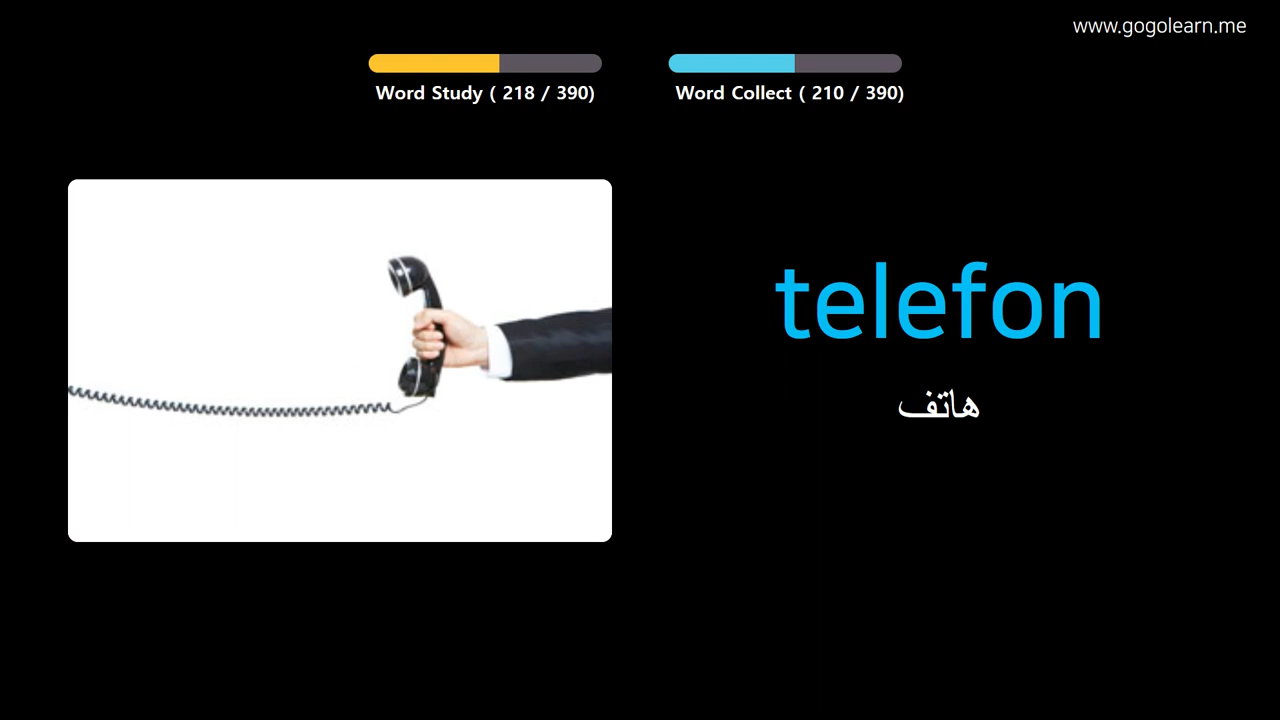 www.gogolearn.me
Word Study ( 218 / 390)
Word Collect ( 210 / 390)
telefon
هاتف